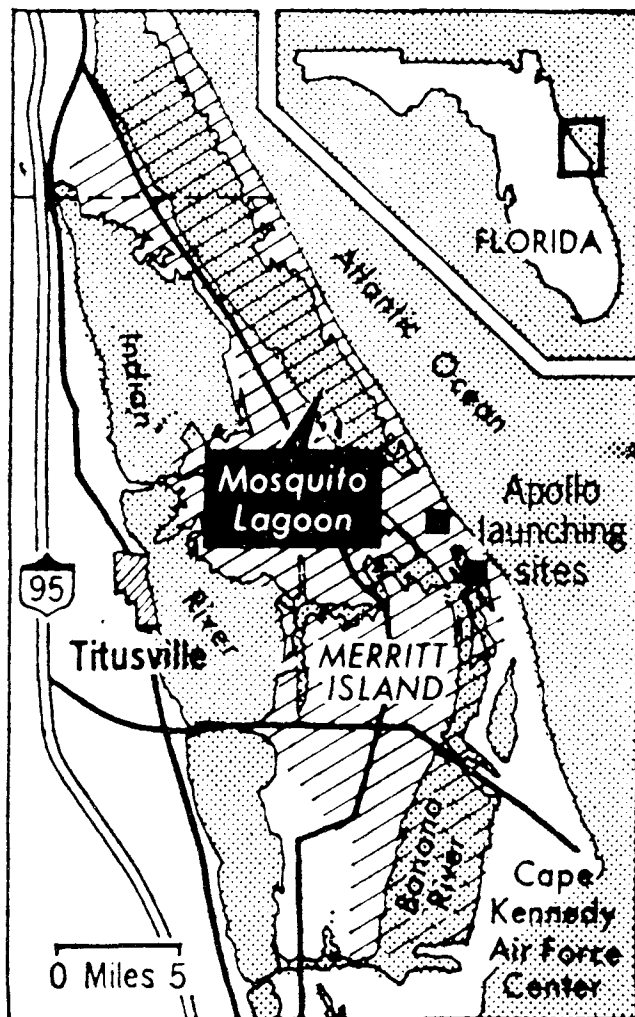 FLORIDA
Atlantic
Ocean
Indian
River
Mosquito
Lagoon
Apollo
launching
sites
95
Titusville
MERRITT
ISLAND
Banana
River
Cape
Kennedy
Air Force
Center
0 Miles 5